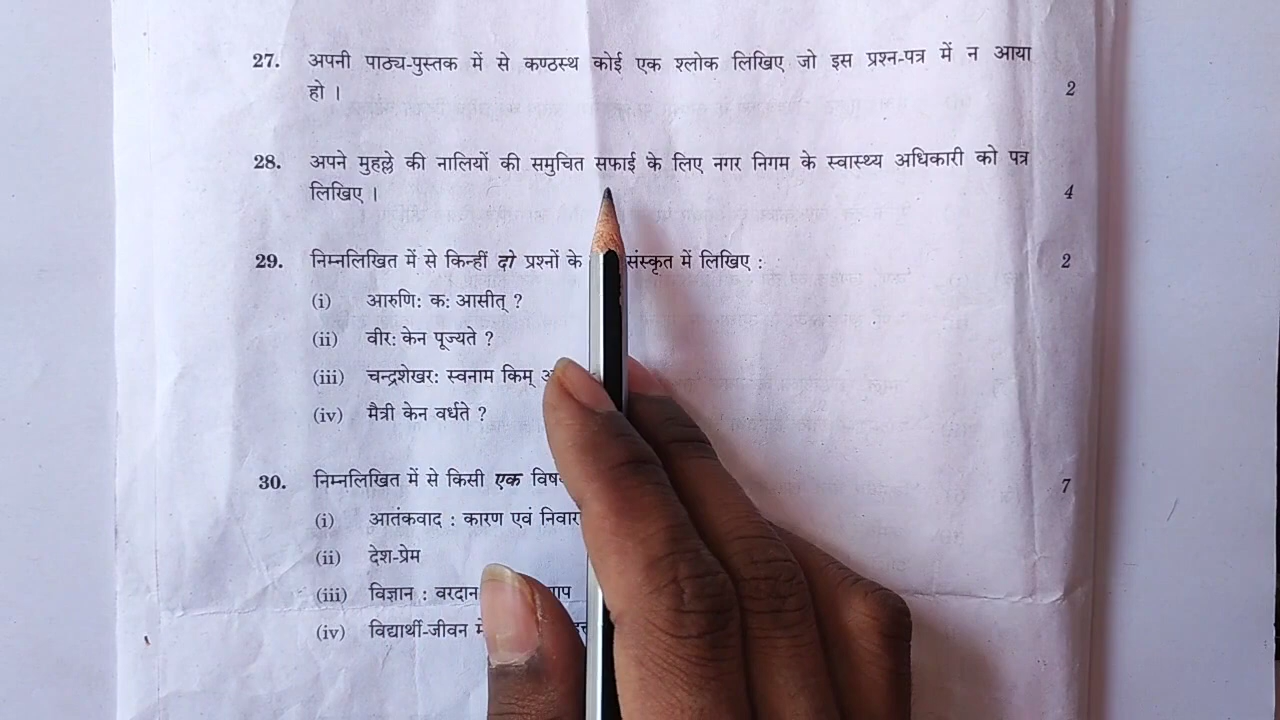 27. अपनी पाठ्य-पुस्तक में से कण्ठस्थ कोई एक श्लोक लिखिए जो इस प्रश्न-पत्र में न आया
हो । 2
28. अपने मुहल्ले की नालियों की समुचित सफाई के लिए नगर निगम के स्वास्थ्य अधिकारी को पत्र
लिखिए । 4
29. निम्नलिखित में से किन्हीं दो प्रश्नों के संस्कृत में लिखिए : 2
(i) आरुणि: क: आसीत् ?
(ii) वीर: केन पूज्यते ?
(iii) चन्द्रशेखर: स्वनाम किम्
(iv) मैत्री केन वर्धते ?
30. निम्नलिखित में से किसी एक 7
(i) आतंकवाद : कारण एवं
(ii) देश-प्रेम
(iii) विज्ञान : वरदान
(iv) विद्यार्थी-जीवन